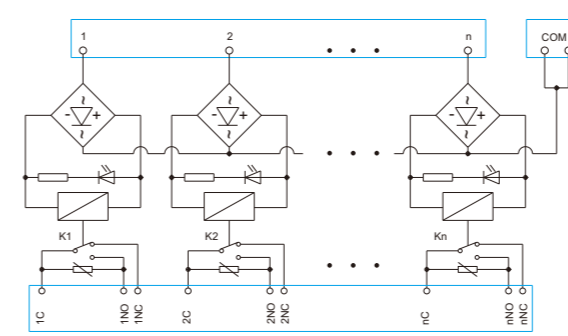 1 2 n COM
- + - + - +
K1 K2 Kn
1C 1NO 1NC 2C 2NO 2NC nC nNO nNC